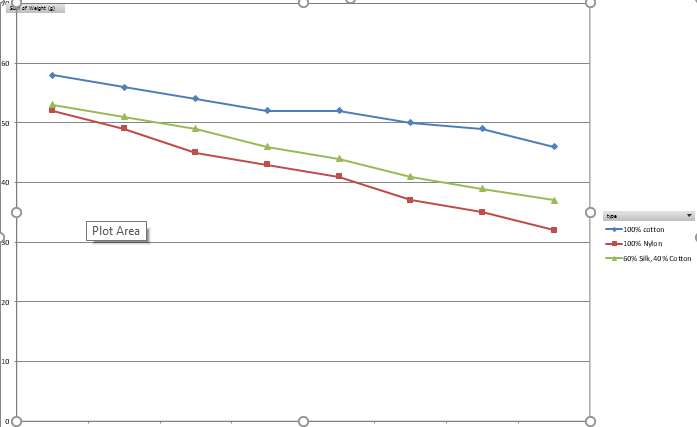 70
Sum of Weight (g)
60
50
40
30
20
10
0
Plot Area
type
100% cotton
100% Nylon
60% Silk, 40% Cotton